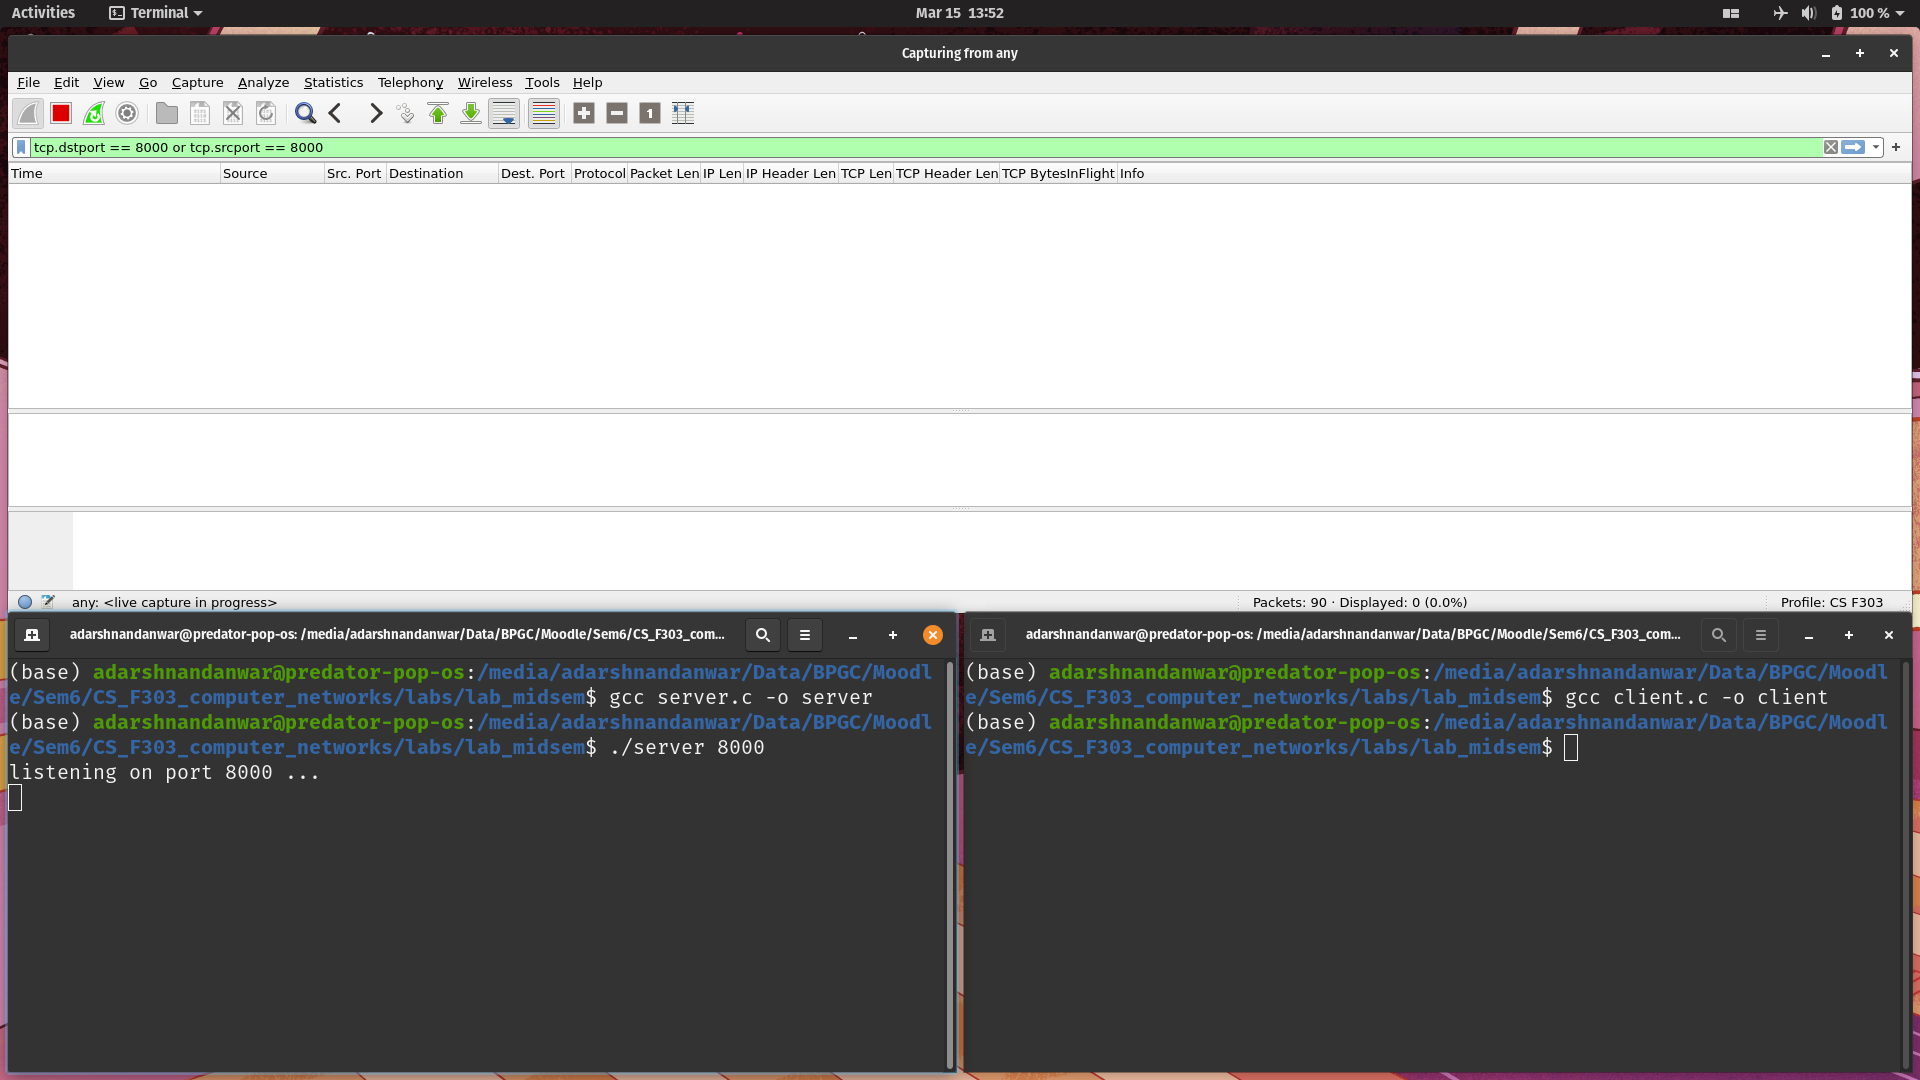 Activities Terminal Mar 15 13:52 100 %
Capturing from any
File Edit View Go Capture Analyze Statistics Telephony Wireless Tools Help
1
tcp.dstport == 8000 or tcp.srcport == 8000
Time Source Src. Port Destination Dest. Port Protocol Packet Len IP Len IP Header Len TCP Len TCP Header Len TCP BytesInFlight Info
any: <live capture in progress> Packets: 90 · Displayed: 0 (0.0%) Profile: CS F303
adarshnandanwar@predator-pop-os: /media/adarshnandanwar/Data/BPGC/Moodle/Sem6/CS_F303_com...
(base) adarshnandanwar@predator-pop-os:/media/adarshnandanwar/Data/BPGC/Moodl
e/Sem6/CS_F303_computer_networks/labs/lab_midsem$ gcc server.c -o server
(base) adarshnandanwar@predator-pop-os:/media/adarshnandanwar/Data/BPGC/Moodl
e/Sem6/CS_F303_computer_networks/labs/lab_midsem$ ./server 8000
listening on port 8000 ...
adarshnandanwar@predator-pop-os: /media/adarshnandanwar/Data/BPGC/Moodle/Sem6/CS_F303_com...
(base) adarshnandanwar@predator-pop-os:/media/adarshnandanwar/Data/BPGC/Moodl
e/Sem6/CS_F303_computer_networks/labs/lab_midsem$ gcc client.c -o client
(base) adarshnandanwar@predator-pop-os:/media/adarshnandanwar/Data/BPGC/Moodl
e/Sem6/CS_F303_computer_networks/labs/lab_midsem$